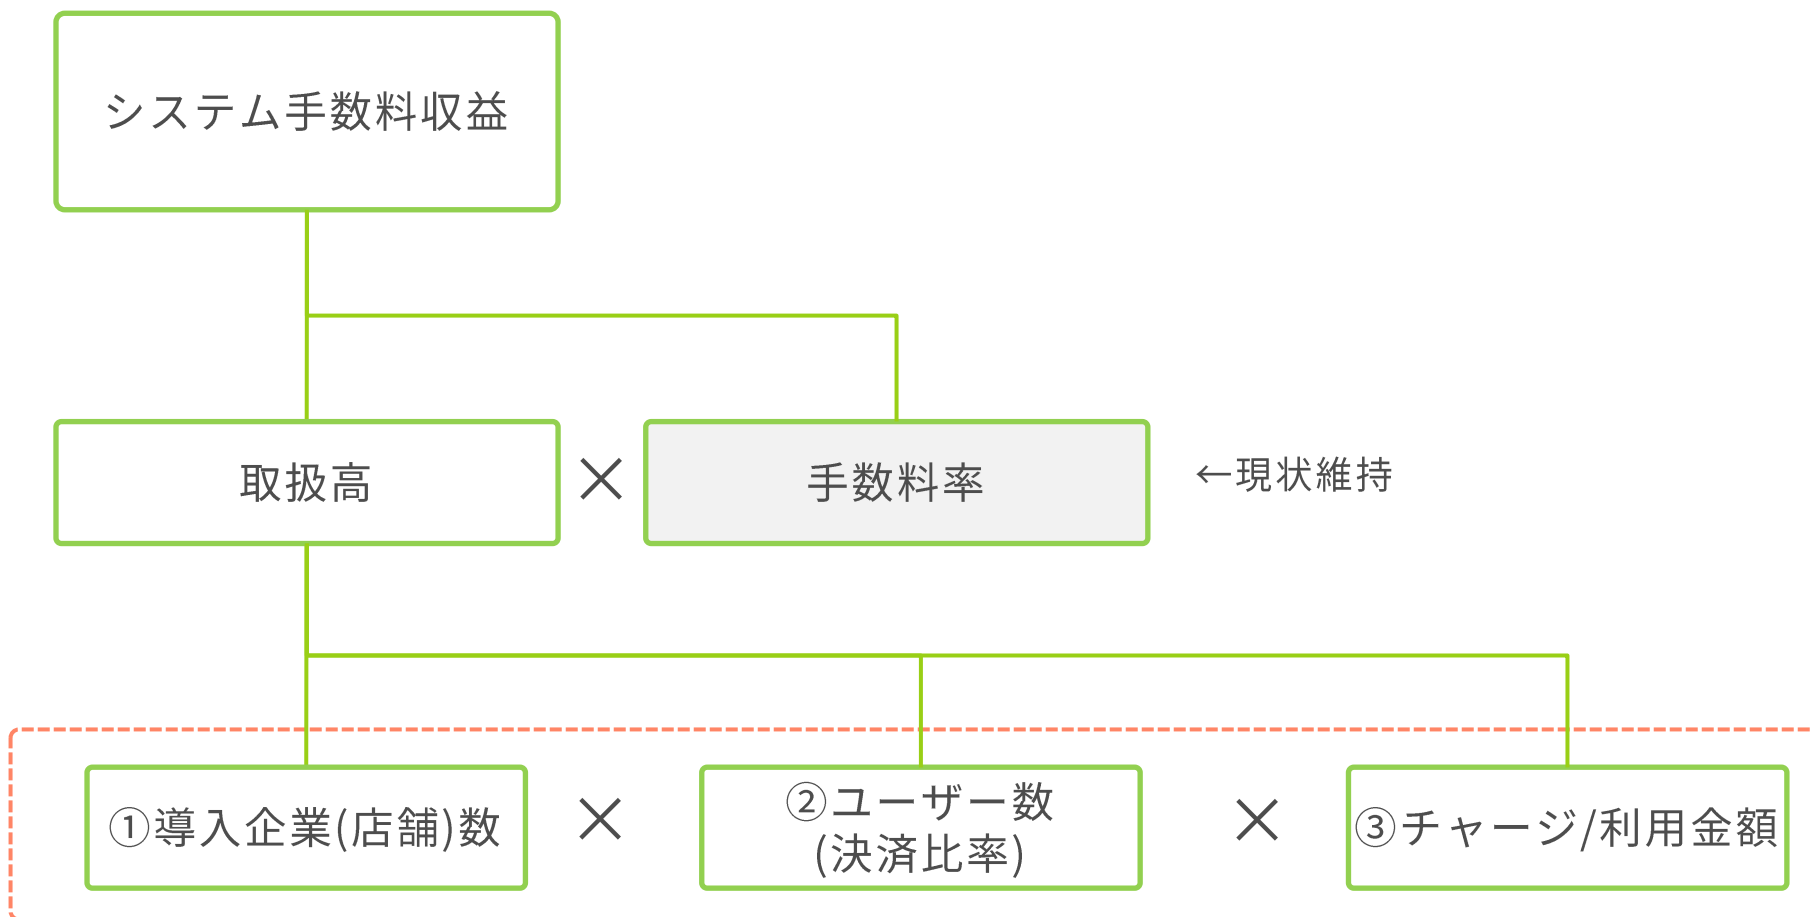 システム手数料収益
取扱高
×
手数料率
←現状維持
①導入企業(店舗)数
×
②ユーザー数
(決済比率)
×
③チャージ/利用金額